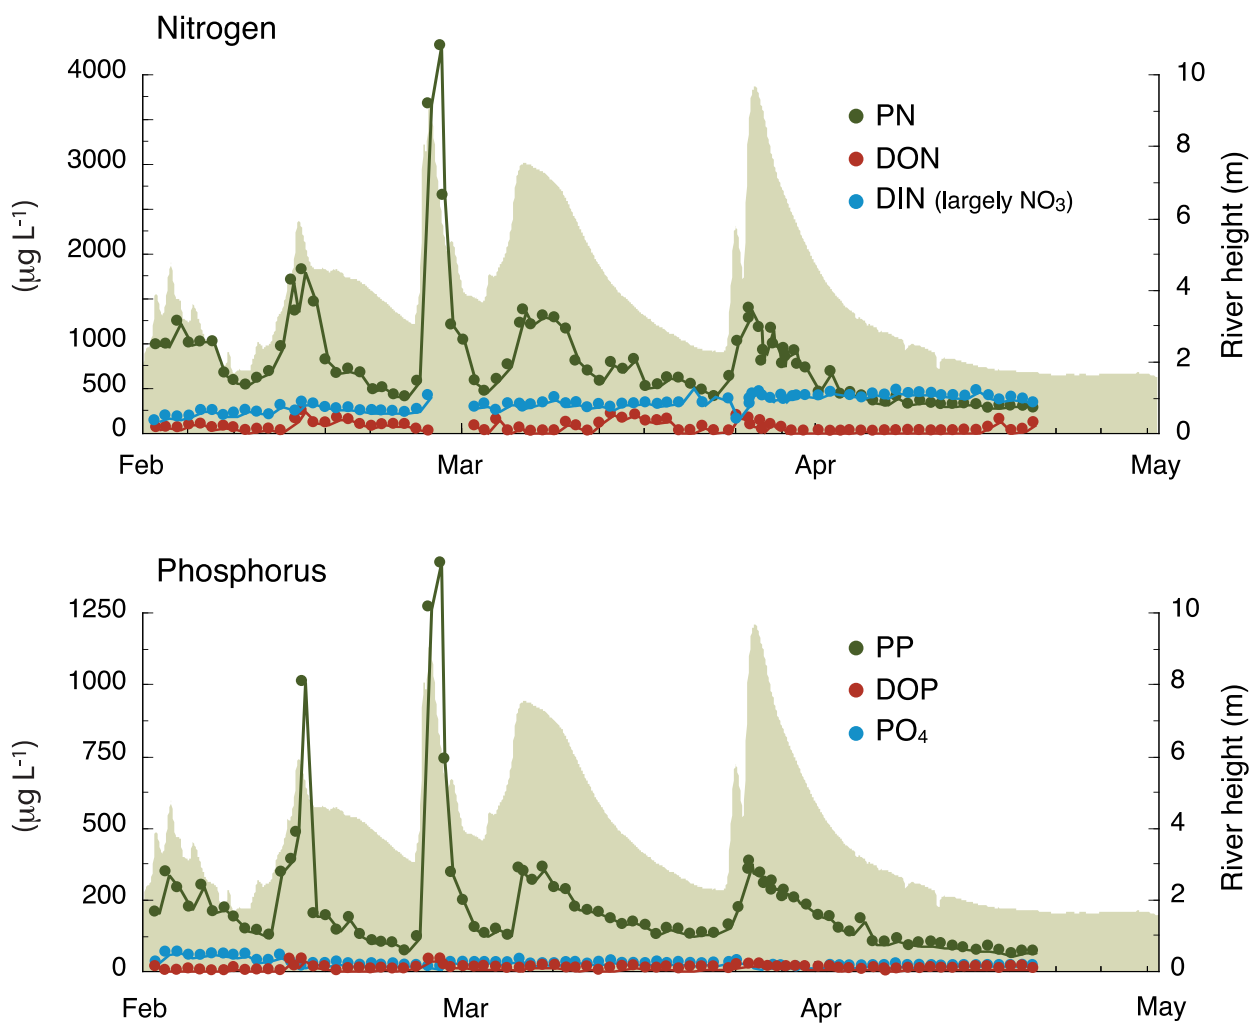 Nitrogen
4000
3000
2000
1000
500
0
(µg L-1)
10
8
6
4
2
0
River height (m)
PN
DON
DIN (largely NO3)
Feb
Mar
Apr
May
Phosphorus
1250
1000
750
500
200
0
(µg L-1)
10
8
6
4
2
0
River height (m)
PP
DOP
PO4
Feb
Mar
Apr
May